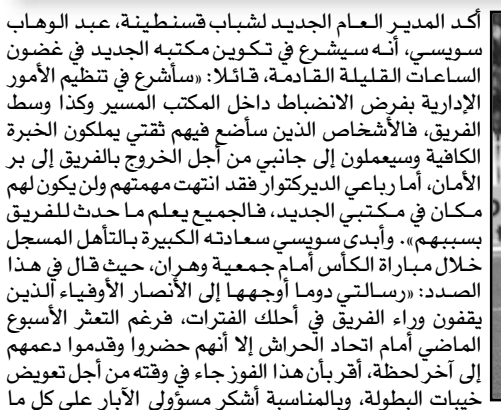 أكد المدير العام الجديد لشباب قسنطينة، عبد الوهاب
سويسي، أنه سيشرع في تكوين مكتبه الجديد في غضون
الساعات القليلة القادمة، قائلا: «سأشرع في تنظيم الأمور
الإدارية بفرض الانضباط داخل المكتب المسير وكذا وسط
الفريق، فالأشخاص الذين سأضع فيهم ثقتي يملكون الخبرة
الكافية وسيعملون إلى جانبي من أجل الخروج بالفريق إلى بر
الأمان، أما رباعي الديركتوار فقد انتهت مهمتهم ولن يكون لهم
مكان في مكتبي الجديد، فالجميع يعلم ما حدث للفريق
بسببهم». وأبدى سويسي سعادته الكبيرة بالتأهل المسجل
خلال مباراة الكأس أمام جمعية وهران، حيث قال في هذا
الصدد: «رسالتي دوما أوجهها إلى الأنصار الأوفياء الذين
يقفون وراء الفريق في أحلك الفترات، فرغم التعثر الأسبوع
الماضي أمام اتحاد الحراش إلا أنهم حضروا وقدموا دعمهم
إلى آخر لحظة، أقر بأن هذا الفوز جاء في وقته من أجل تعويض
خيبات البطولة، وبالمناسبة أشكر مسؤولي الآبار على كل ما